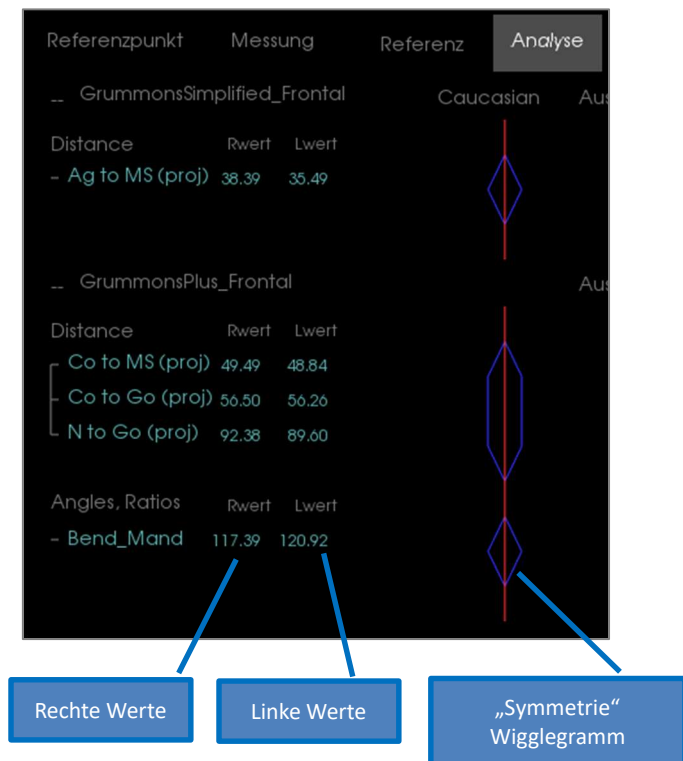 Referenzpunkt Messung Referenz Analyse
-- GrummonsSimplified_Frontal Caucasian Aus
Distance Rwert Lwert
- Ag to MS (proj) 38.39 35.49
-- GrummonsPlus_Frontal Aus
Distance Rwert Lwert
Co to MS (proj) 49.49 48.84
- Co to Go (proj) 56.50 56.26
N to Go (proj) 92.38 89.60
Angles, Ratios Rwert Lwert
- Bend_Mand 117.39 120.92
Rechte Werte Linke Werte „Symmetrie“
Wigglegramm